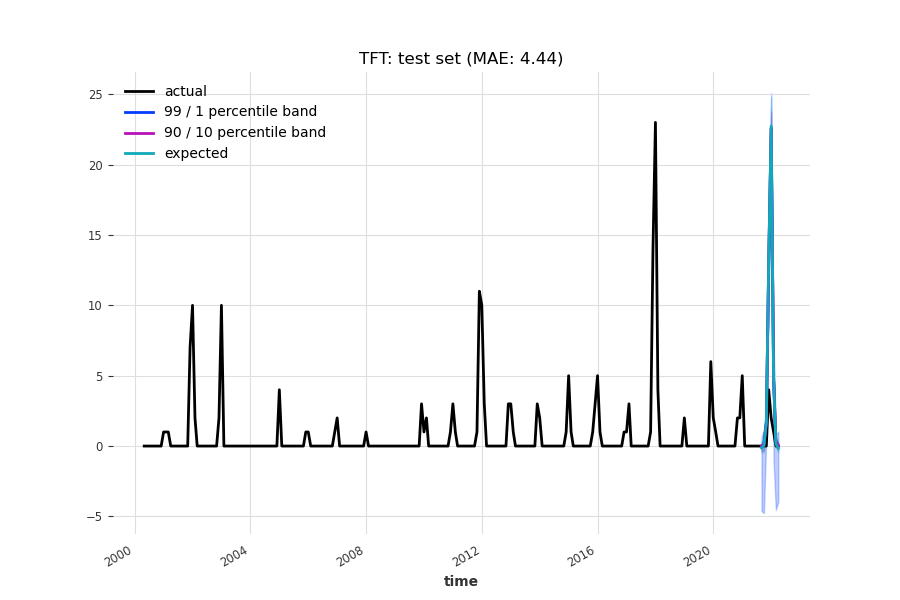 TFT: test set (MAE: 4.44)
actual
99 / 1 percentile band
90 / 10 percentile band
expected
25
20
15
10
5
0
−5
2000
2004
2008
2012
2016
2020
time